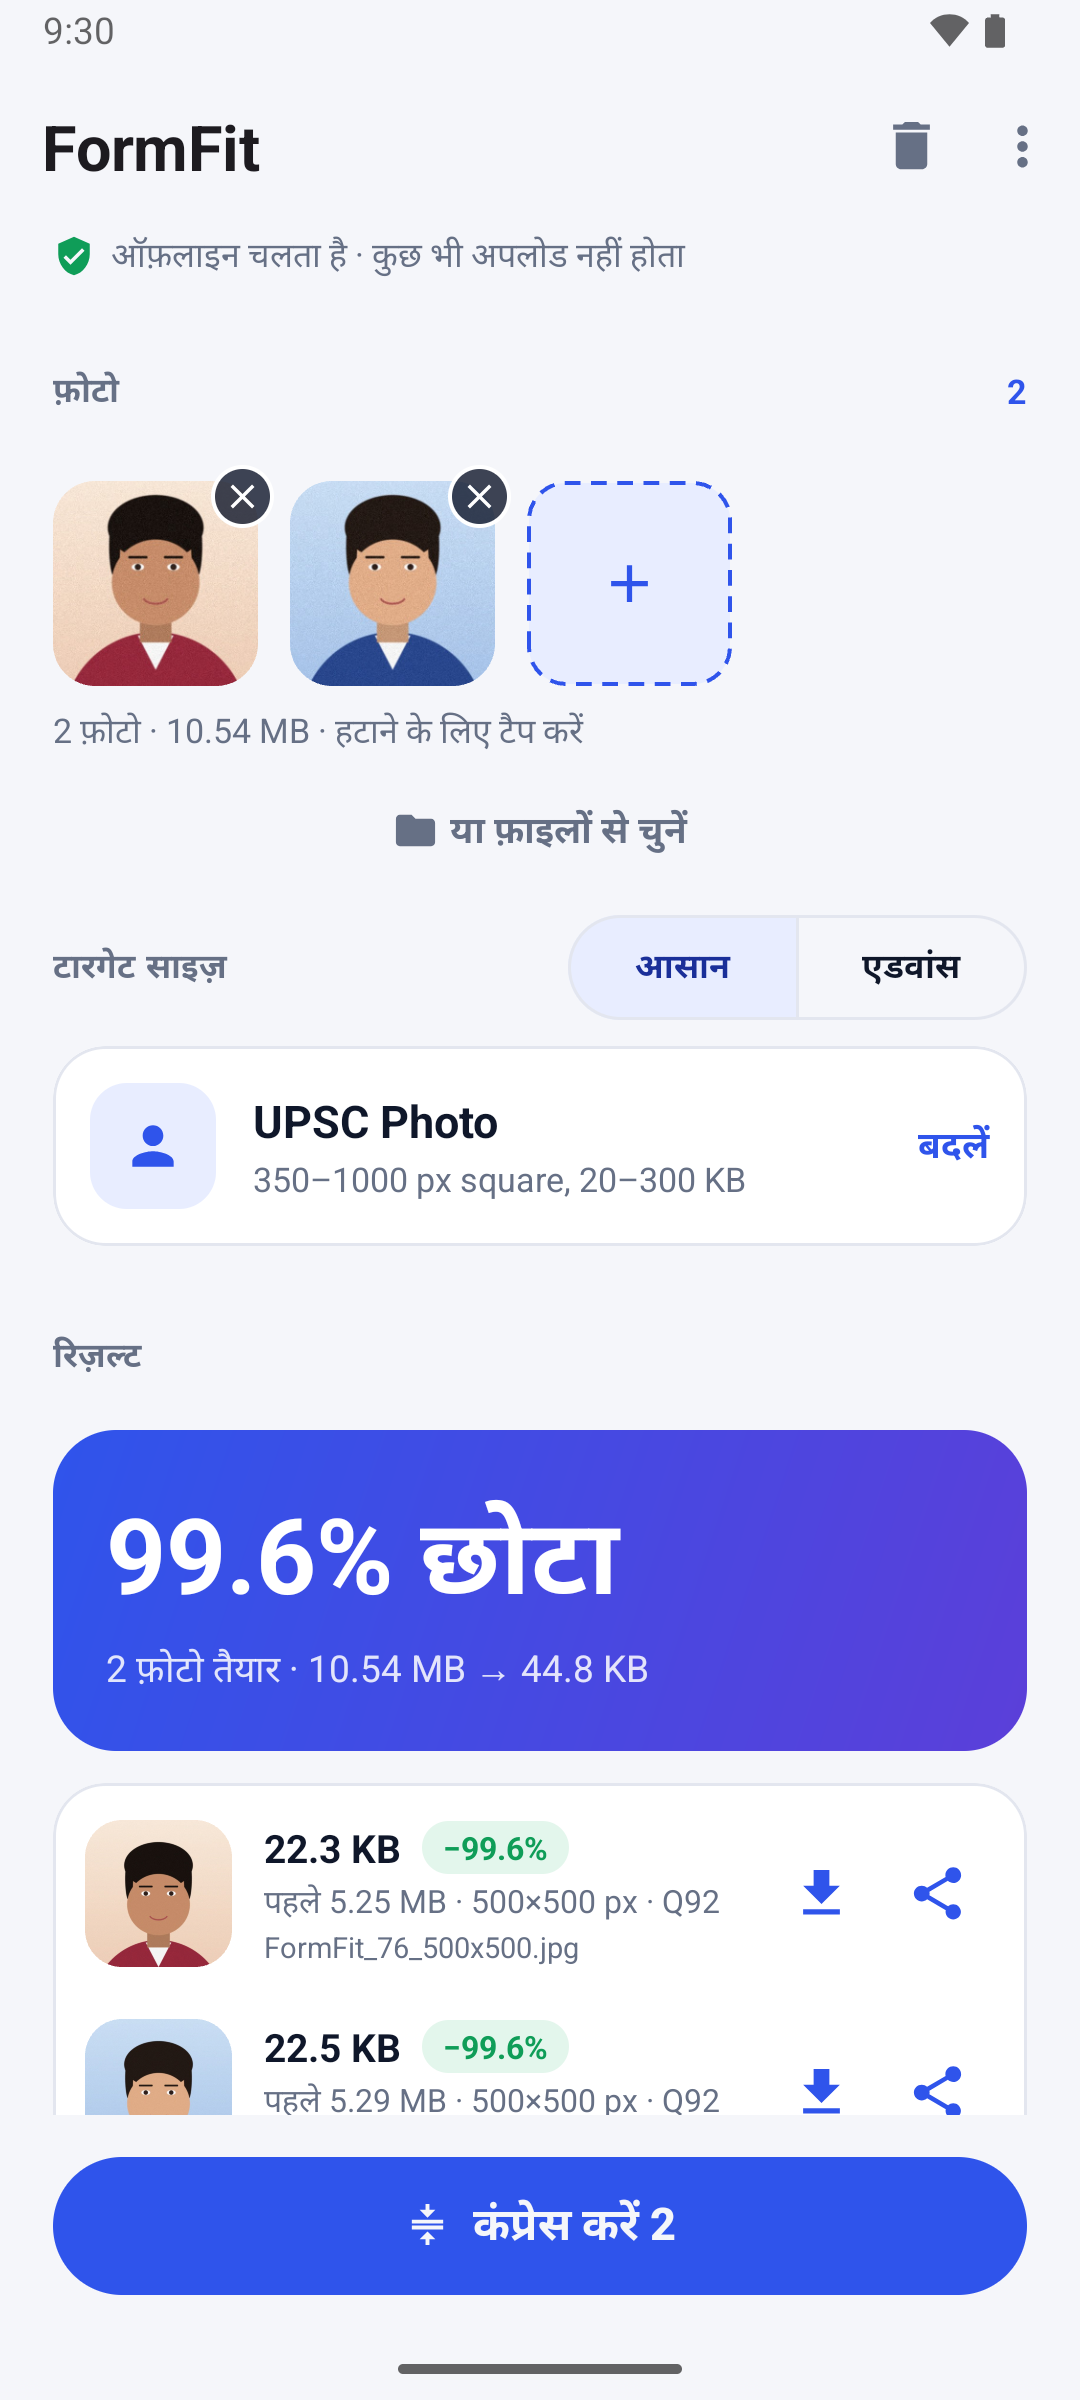 9:30
FormFit
ऑफ़लाइन चलता है · कुछ भी अपलोड नहीं होता
फ़ोटो
2
2 फ़ोटो · 10.54 MB · हटाने के लिए टैप करें
या फ़ाइलों से चुनें
टारगेट साइज़
आसान
एडवांस
UPSC Photo
350–1000 px square, 20–300 KB
बदलें
रिज़ल्ट
99.6% छोटा
2 फ़ोटो तैयार · 10.54 MB → 44.8 KB
22.3 KB
−99.6%
पहले 5.25 MB · 500×500 px · Q92
FormFit_76_500x500.jpg
22.5 KB
−99.6%
पहले 5.29 MB · 500×500 px · Q92
कंप्रेस करें 2